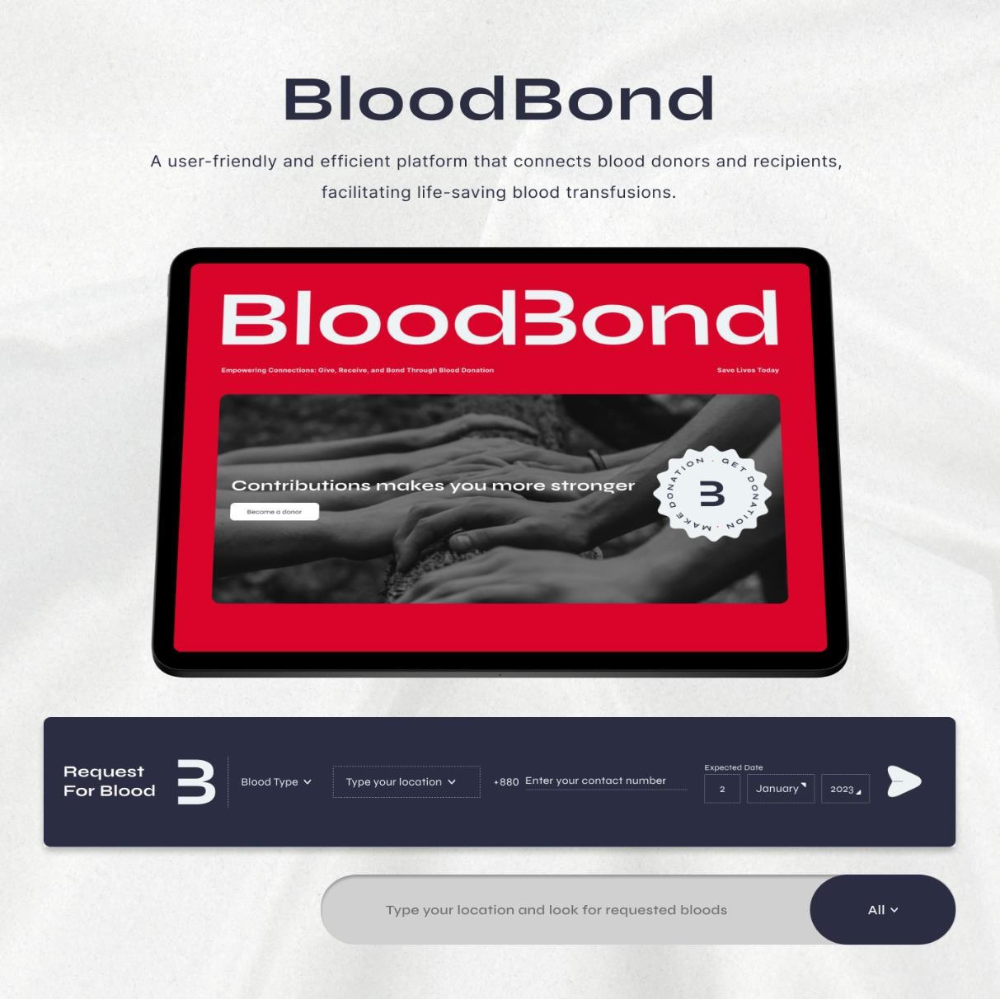 BloodBond
A user-friendly and efficient platform that connects blood donors and recipients,
facilitating life-saving blood transfusions.
BloodBond
Empowering Connections: Give, Receive, and Bond Through Blood Donation
Save Lives Today
Contributions makes you more stronger
Become a donor
MAKE DONATION · GET DONATION ·
B
Request
For Blood
B
Blood Type
Type your location
+880 Enter your contact number
Expected Date
2 January 2023
Type your location and look for requested bloods
All